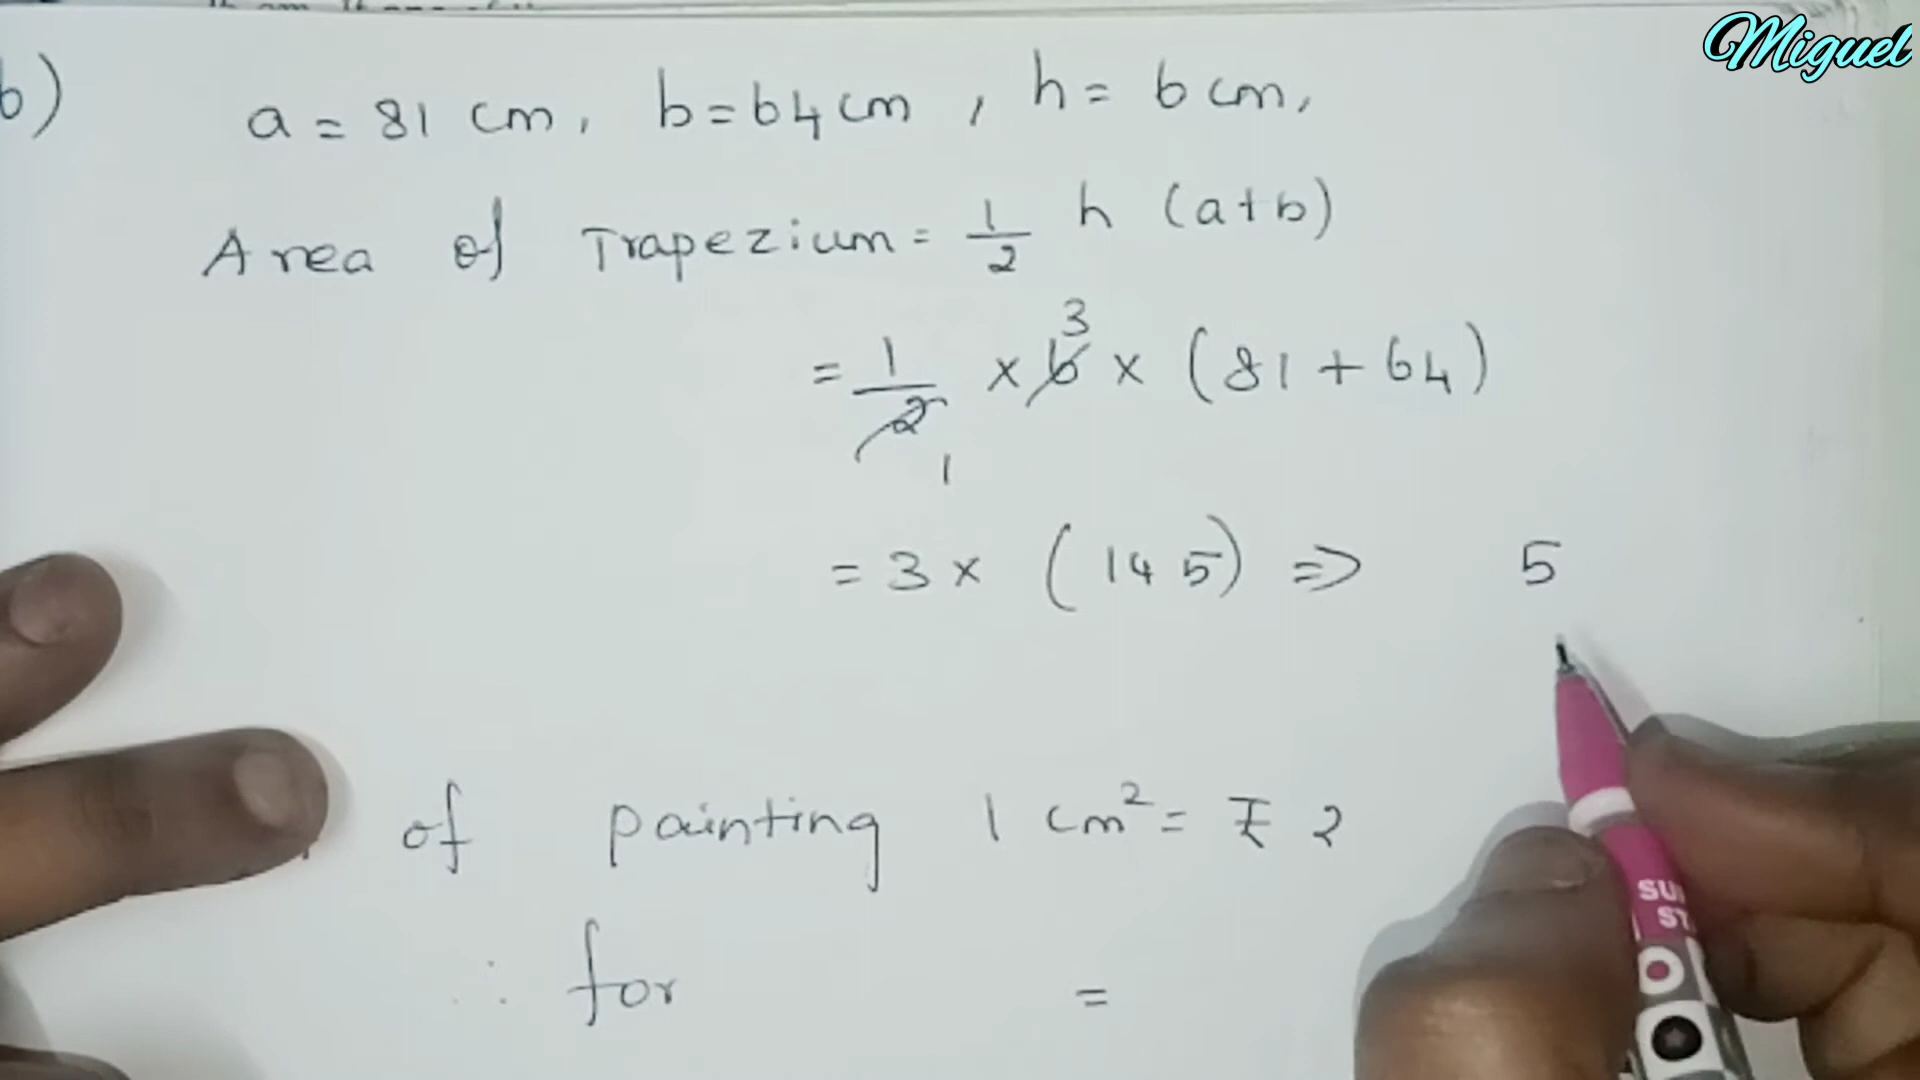 Miguel
b) a = 81 cm, b = 64 cm, h = 6 cm,
Area of Trapezium = 1/2 h (a+b)
= 1/2 1 × 6 3 × (81 + 64)
= 3 × (145) ⇒ 5
of painting 1 cm² = ₹ 2
∴ for =